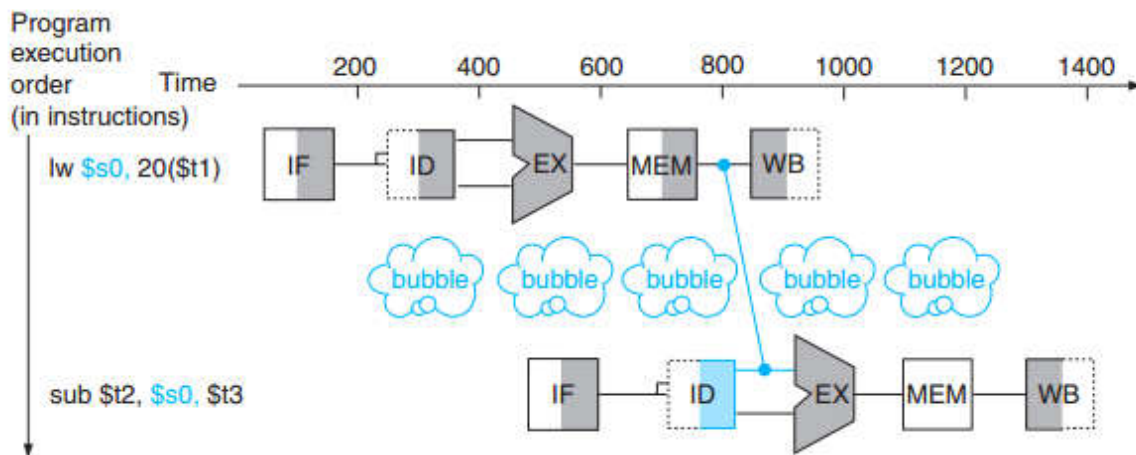 Program
execution
order
(in instructions)
Time
200 400 600 800 1000 1200 1400
lw $s0, 20($t1)
IF ID EX MEM WB
bubble bubble bubble bubble bubble
sub $t2, $s0, $t3
IF ID EX MEM WB